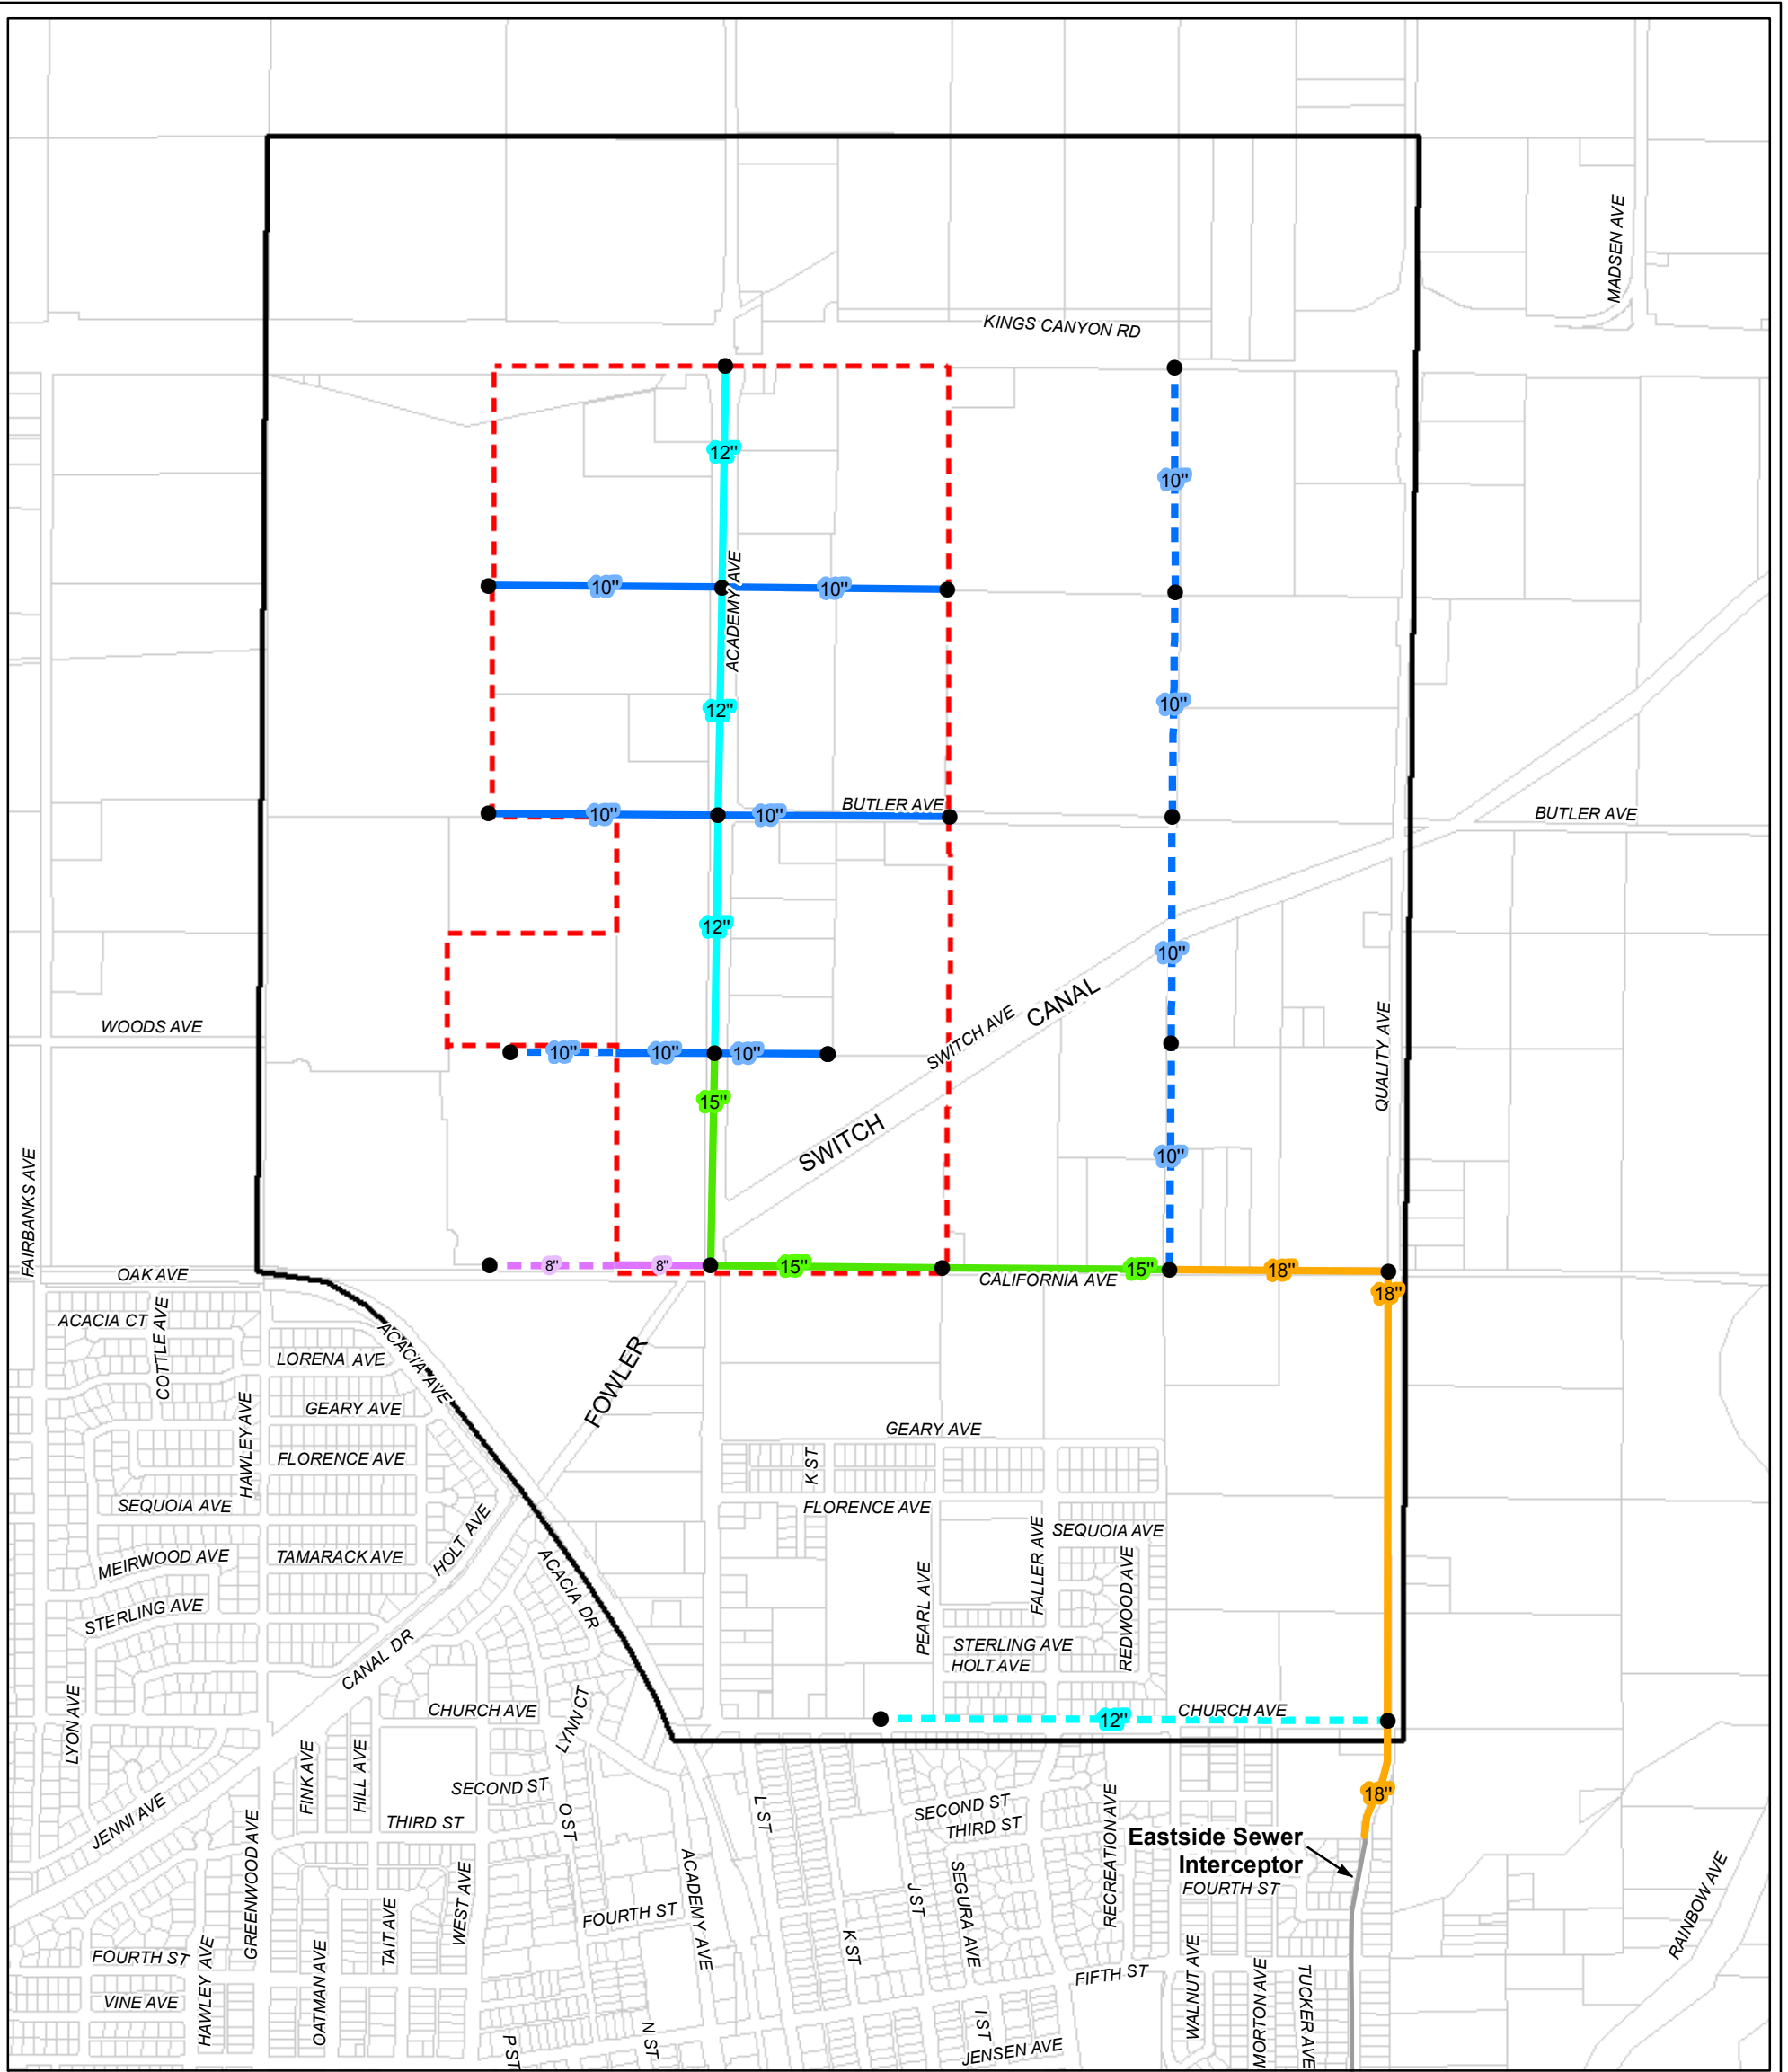 MADSEN AVE
KINGS CANYON RD
12"
10"
10"
10"
ACADEMY AVE
12"
10"
10"
10"
BUTLER AVE
BUTLER AVE
12"
10"
CANAL
SWITCH AVE
WOODS AVE
10"
10"
10"
QUALITY AVE
15"
SWITCH
10"
FAIRBANKS AVE
OAK AVE
8"
8"
15"
15"
18"
CALIFORNIA AVE
18"
ACACIA CT
COTTLE AVE
ACACIA AVE
LORENA AVE
FOWLER
HAWLEY AVE
GEARY AVE
GEARY AVE
FLORENCE AVE
K ST
SEQUOIA AVE
FLORENCE AVE
HOLT AVE
SEQUOIA AVE
MEIRWOOD AVE
TAMARACK AVE
ACACIA DR
FALLER AVE
REDWOOD AVE
PEARL AVE
STERLING AVE
STERLING AVE
HOLT AVE
CANAL DR
LYON AVE
CHURCH AVE
LYNN CT
12"
CHURCH AVE
FINK AVE
HILL AVE
SECOND ST
18"
JENNI AVE
THIRD ST
O ST
L ST
SECOND ST
THIRD ST
RECREATION AVE
Eastside Sewer
Interceptor
GREENWOOD AVE
WEST AVE
ACADEMY AVE
FOURTH ST
TAIT AVE
FOURTH ST
J ST
SEGURA AVE
RAINBOW AVE
FOURTH ST
HAWLEY AVE
OATMAN AVE
K ST
FIFTH ST
WALNUT AVE
MORTON AVE
TUCKER AVE
VINE AVE
P ST
N ST
I ST
JENSEN AVE